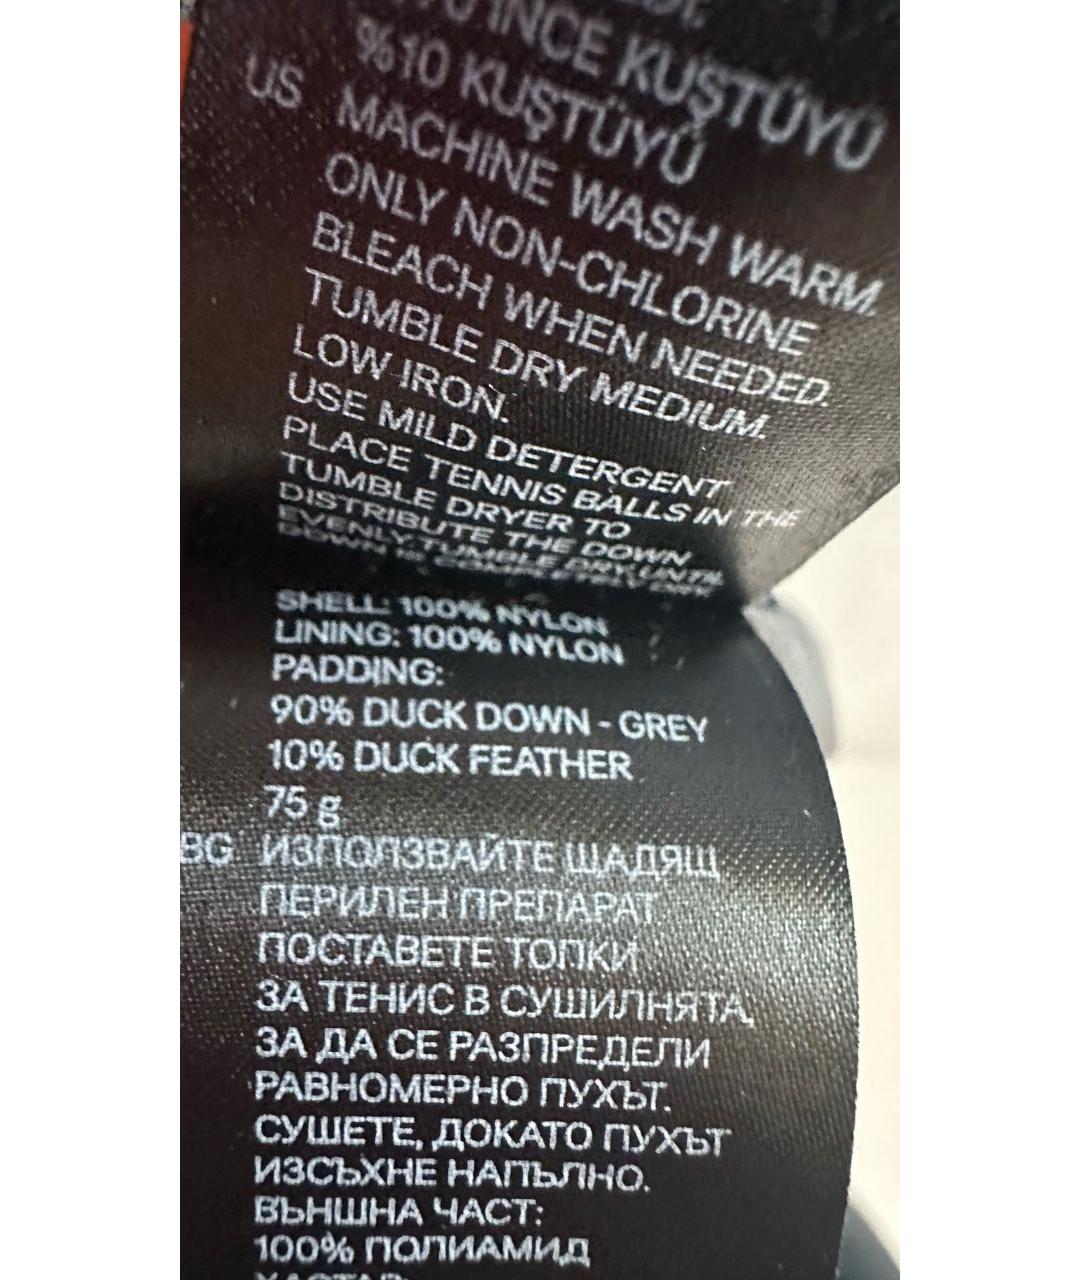 İNCE KUŞTÜYÜ
%10 KUŞTÜYÜ
US MACHINE WASH WARM.
ONLY NON-CHLORINE
BLEACH WHEN NEEDED.
TUMBLE DRY MEDIUM.
LOW IRON.
USE MILD DETERGENT
PLACE TENNIS BALLS IN THE
TUMBLE DRYER TO
DISTRIBUTE THE DOWN
EVENLY. TUMBLE DRY UNTIL
DOWN IS COMPLETELY DRY.
SHELL: 100% NYLON
LINING: 100% NYLON
PADDING:
90% DUCK DOWN - GREY
10% DUCK FEATHER
75 g
BG ИЗПОЛЗВАЙТЕ ЩАДЯЩ
ПЕРИЛЕН ПРЕПАРАТ
ПОСТАВЕТЕ ТОПКИ
ЗА ТЕНИС В СУШИЛНЯТА,
ЗА ДА СЕ РАЗПРЕДЕЛИ
РАВНОМЕРНО ПУХЪТ.
СУШЕТЕ, ДОКАТО ПУХЪТ
ИЗСЪХНЕ НАПЪЛНО.
ВЪНШНА ЧАСТ:
100% ПОЛИАМИД